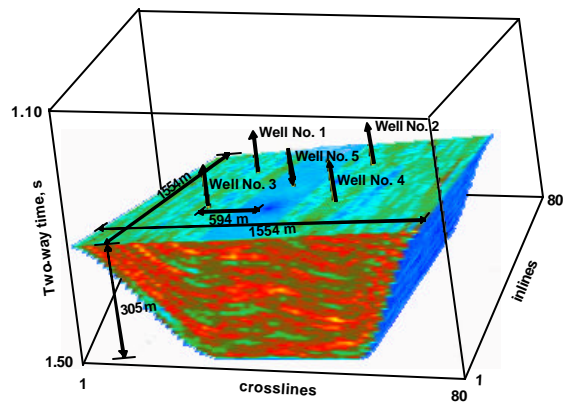 1.10
Well No. 1
Well No. 2
Well No. 5
Well No. 3
Well No. 4
1554 m
594 m
1554 m
Two-way time, s
305 m
80
inlines
1.50
1
crosslines
80
1